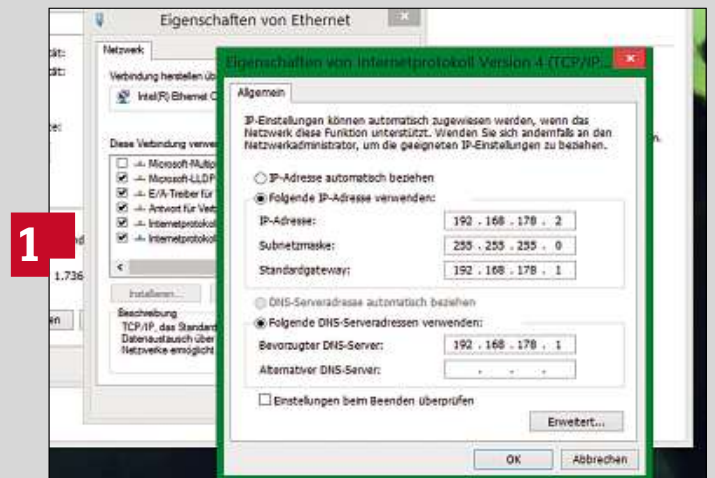 Eigenschaften von Ethernet
Netzwerk
Verbindung herstellen
Intel(R) Ethernet
Diese Verbindung
Microsoft-LLDP
E/A-Treiber für
Antwort für
1
1.736
Installieren...
Beschreibung
TCP/IP, das Standard
Datenaustausch über
Netzwerke ermöglicht
Eigenschaften von Internetprotokoll Version 4 (TCP/IP...
Allgemein
IP-Einstellungen können automatisch zugewiesen werden, wenn das
Netzwerk diese Funktion unterstützt. Wenden Sie sich andernfalls an den
Netzwerkadministrator, um die geeigneten IP-Einstellungen zu beziehen.
IP-Adresse automatisch beziehen
Folgende IP-Adresse verwenden:
IP-Adresse: 192 . 168 . 178 . 2
Subnetzmaske: 255 . 255 . 255 . 0
Standardgateway: 192 . 168 . 178 . 1
DNS-Serveradresse automatisch beziehen
Folgende DNS-Serveradressen verwenden:
Bevorzugter DNS-Server: 192 . 168 . 178 . 1
Alternativer DNS-Server: . . .
Einstellungen beim Beenden überprüfen
Erweitert...
OK Abbrechen